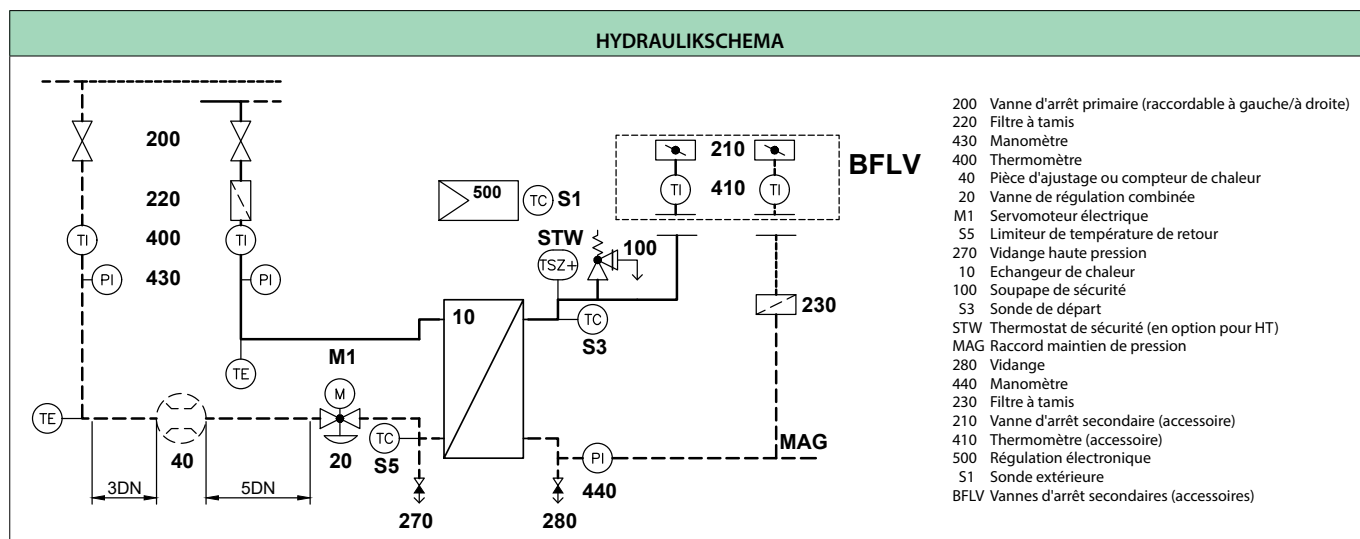 HYDRAULIKSCHEMA
200
220
400
430
TI
TI
PI
PI
TE
TE
M1
M
40
20
3DN
5DN
TC
S5
270
10
500
TC
S1
STW
TSZ+
100
TC
S3
210
410
TI
TI
BFLV
230
MAG
PI
440
280
200 Vanne d'arrêt primaire (raccordable à gauche/à droite)
220 Filtre à tamis
430 Manomètre
400 Thermomètre
40 Pièce d'ajustage ou compteur de chaleur
20 Vanne de régulation combinée
M1 Servomoteur électrique
S5 Limiteur de température de retour
270 Vidange haute pression
10 Echangeur de chaleur
100 Soupape de sécurité
S3 Sonde de départ
STW Thermostat de sécurité (en option pour HT)
MAG Raccord maintien de pression
280 Vidange
440 Manomètre
230 Filtre à tamis
210 Vanne d'arrêt secondaire (accessoire)
410 Thermomètre (accessoire)
500 Régulation électronique
S1 Sonde extérieure
BFLV Vannes d'arrêt secondaires (accessoires)